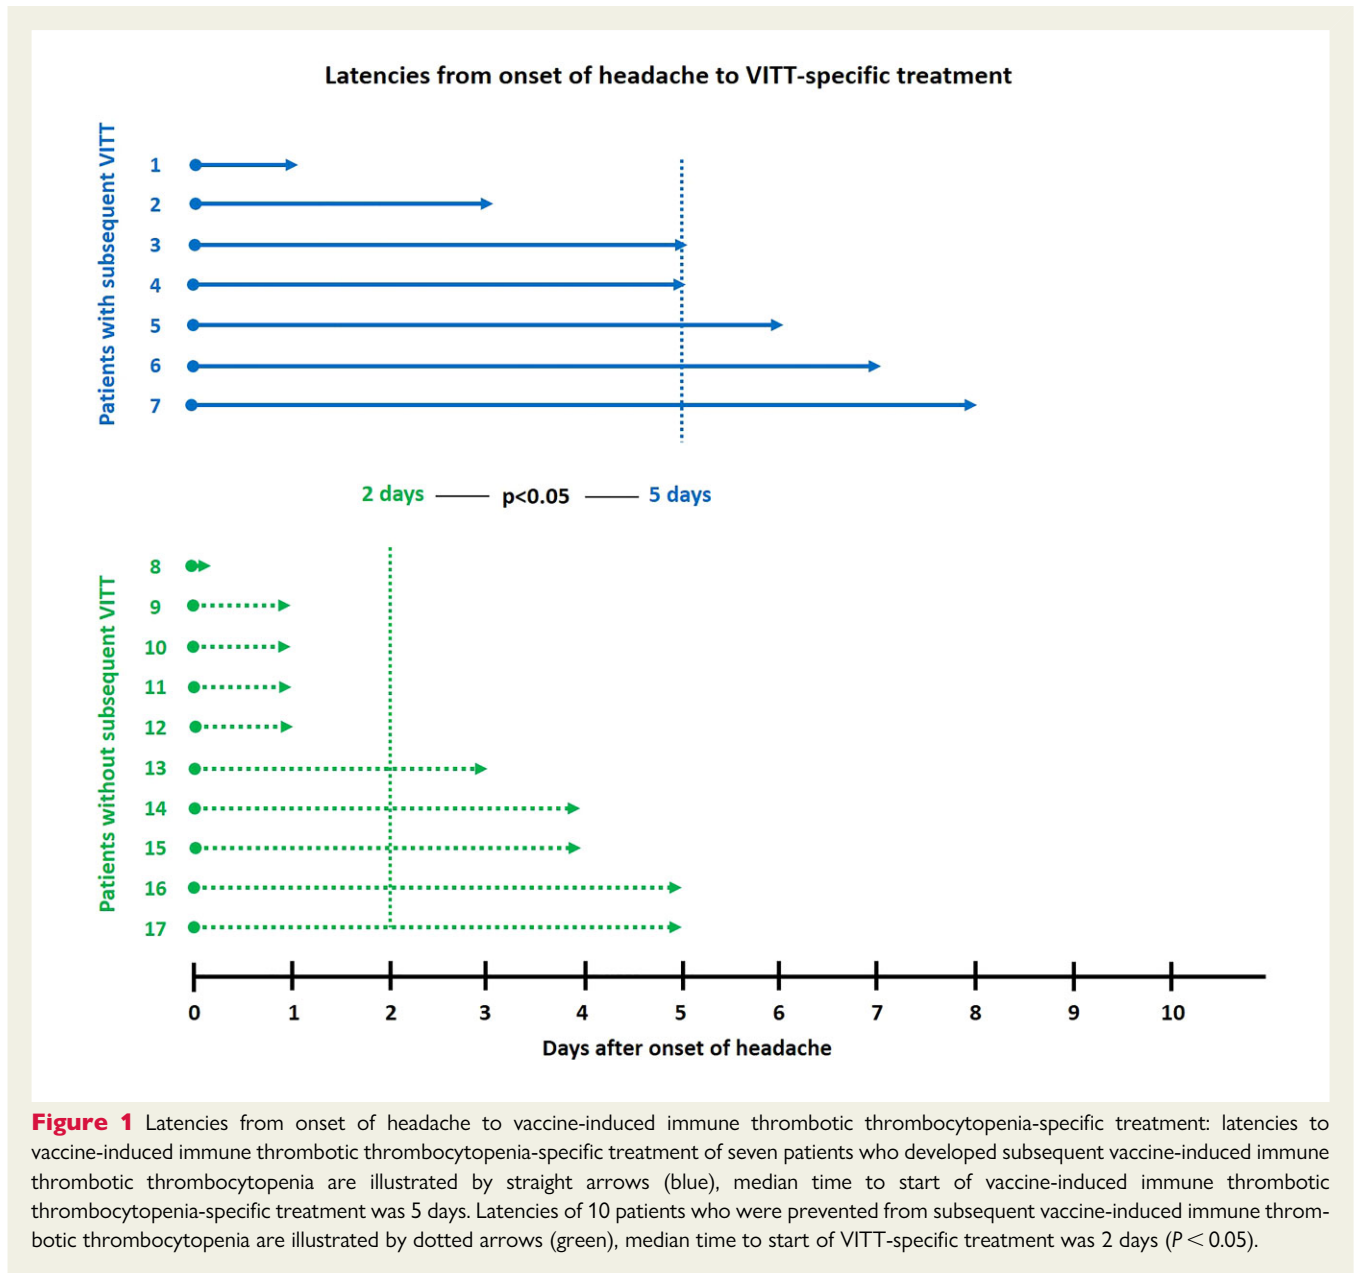 Latencies from onset of headache to VITT-specific treatment
Patients with subsequent VITT
1
2
3
4
5
6
7
2 days p<0.05 5 days
Patients without subsequent VITT
8
9
10
11
12
13
14
15
16
17
0 1 2 3 4 5 6 7 8 9 10
Days after onset of headache
Figure 1 Latencies from onset of headache to vaccine-induced immune thrombotic thrombocytopenia-specific treatment: latencies to
vaccine-induced immune thrombotic thrombocytopenia-specific treatment of seven patients who developed subsequent vaccine-induced immune
thrombotic thrombocytopenia are illustrated by straight arrows (blue), median time to start of vaccine-induced immune thrombotic
thrombocytopenia-specific treatment was 5 days. Latencies of 10 patients who were prevented from subsequent vaccine-induced immune throm-
botic thrombocytopenia are illustrated by dotted arrows (green), median time to start of VITT-specific treatment was 2 days (P < 0.05).